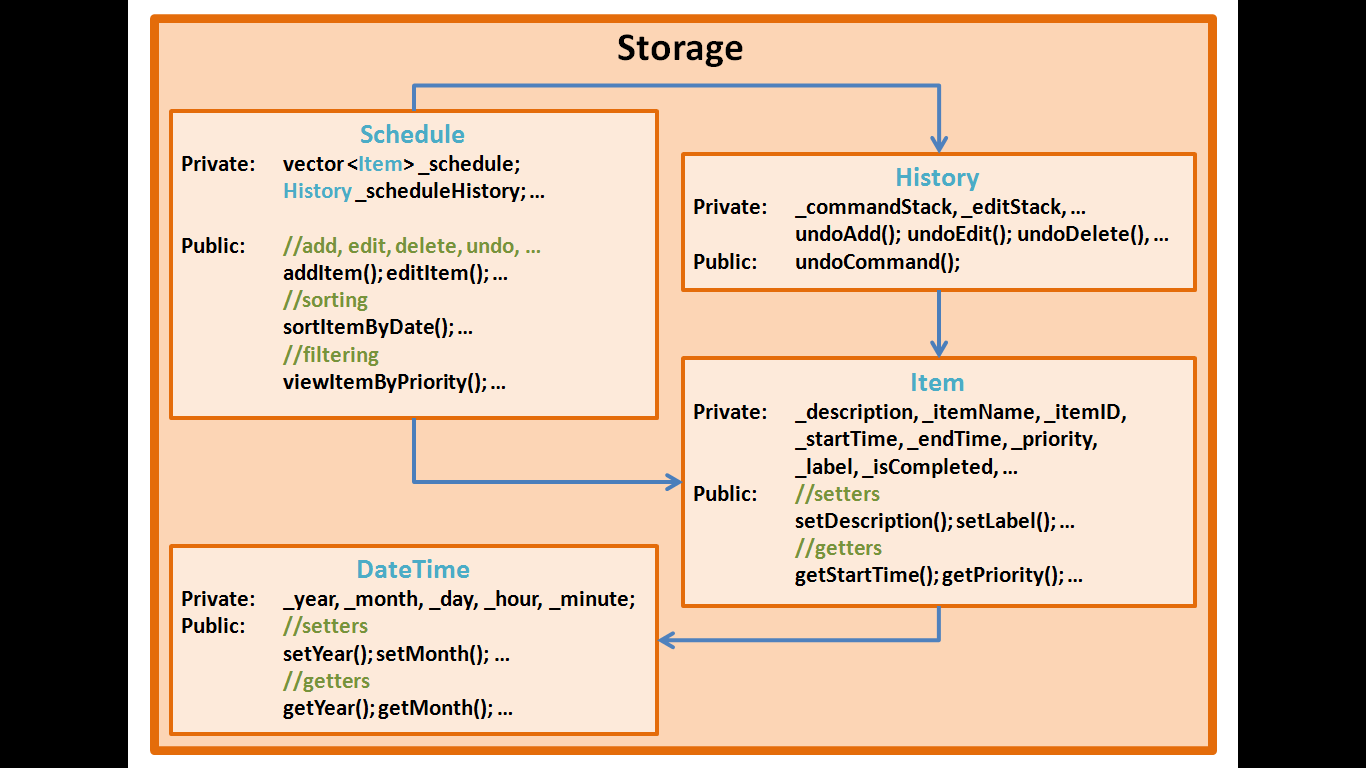 Storage
Schedule
Private: vector <Item> _schedule;
History _scheduleHistory; ...
Public: //add, edit, delete, undo, ...
addItem(); editItem(); ...
//sorting
sortItemByDate(); ...
//filtering
viewItemByPriority(); ...
History
Private: _commandStack, _editStack, ...
undoAdd(); undoEdit(); undoDelete(), ...
Public: undoCommand();
Item
Private: _description, _itemName, _itemID,
_startTime, _endTime, _priority,
_label, _isCompleted, ...
Public: //setters
setDescription(); setLabel(); ...
//getters
getStartTime(); getPriority(); ...
DateTime
Private: _year, _month, _day, _hour, _minute;
Public: //setters
setYear(); setMonth(); ...
//getters
getYear(); getMonth(); ...